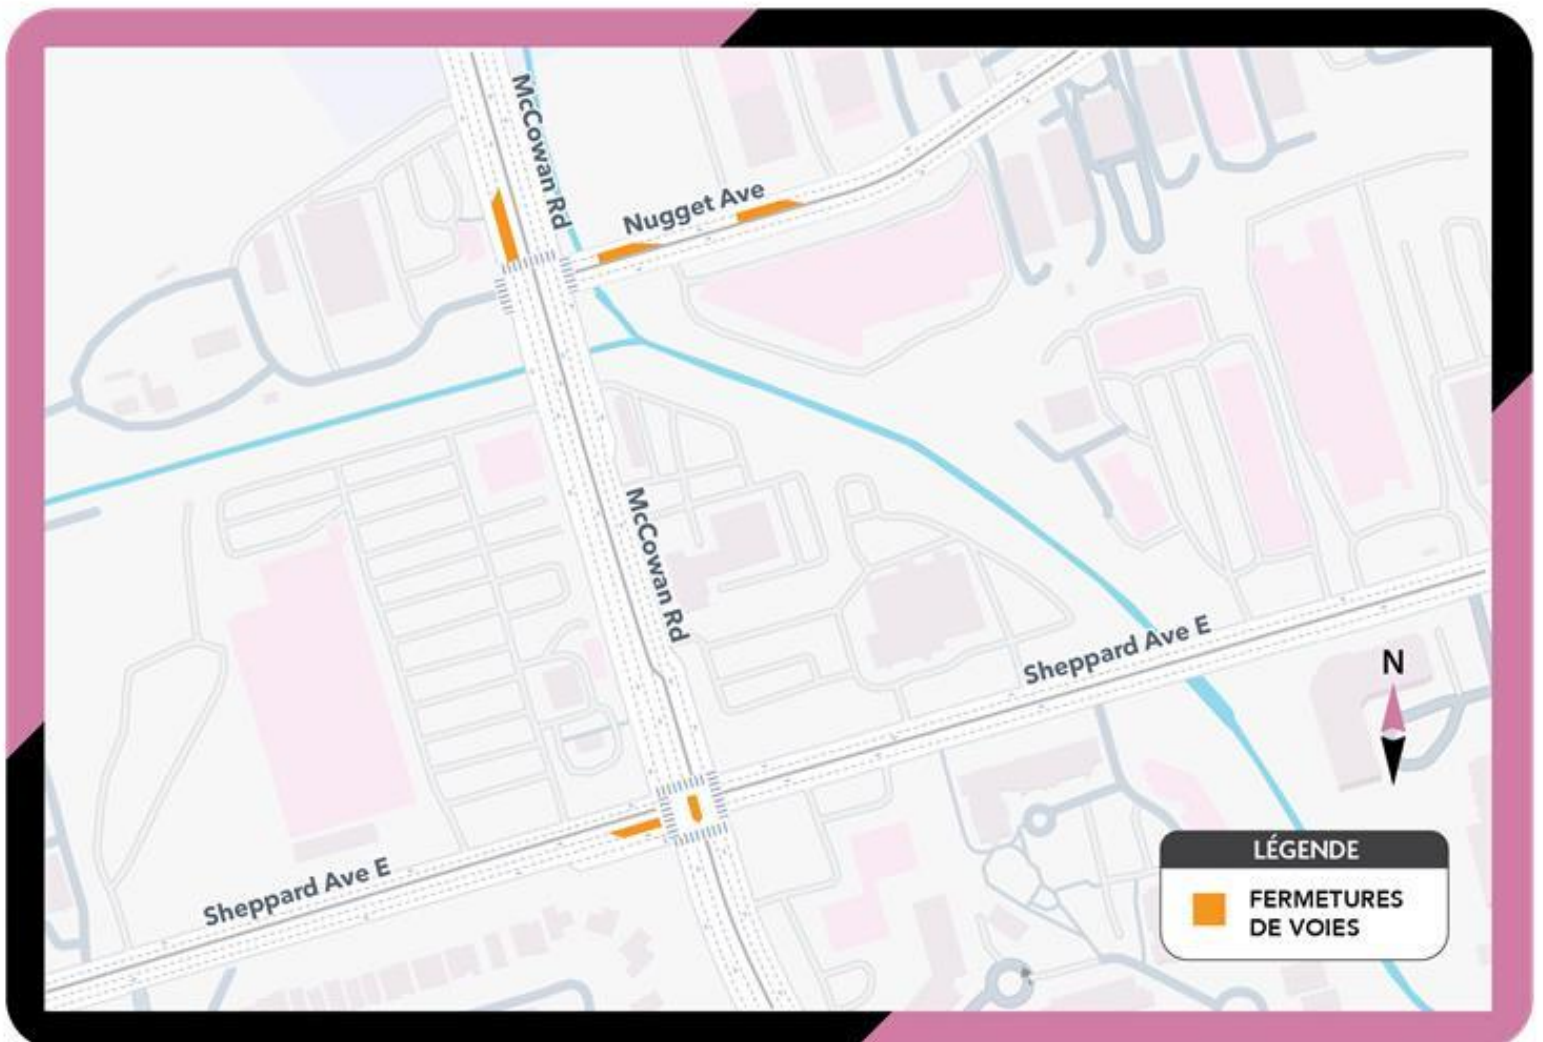 McCowan Rd
Nugget Ave
McCowan Rd
Sheppard Ave E
N
Sheppard Ave E
LÉGENDE
FERMETURES
DE VOIES